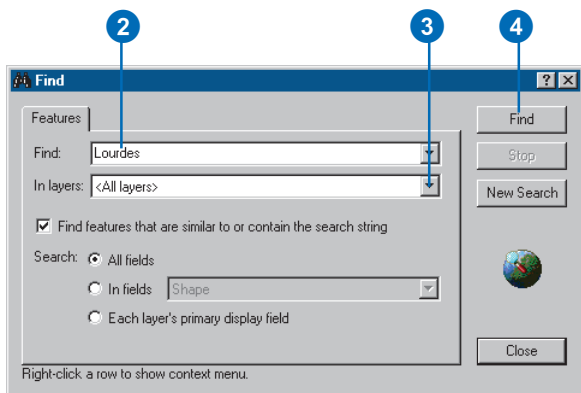 2 3 4
Find
Features
Find: Lourdes
In layers: <All layers>
Find features that are similar to or contain the search string
Search: All fields
In fields Shape
Each layer's primary display field
Find
Stop
New Search
Close
Right-click a row to show context menu.